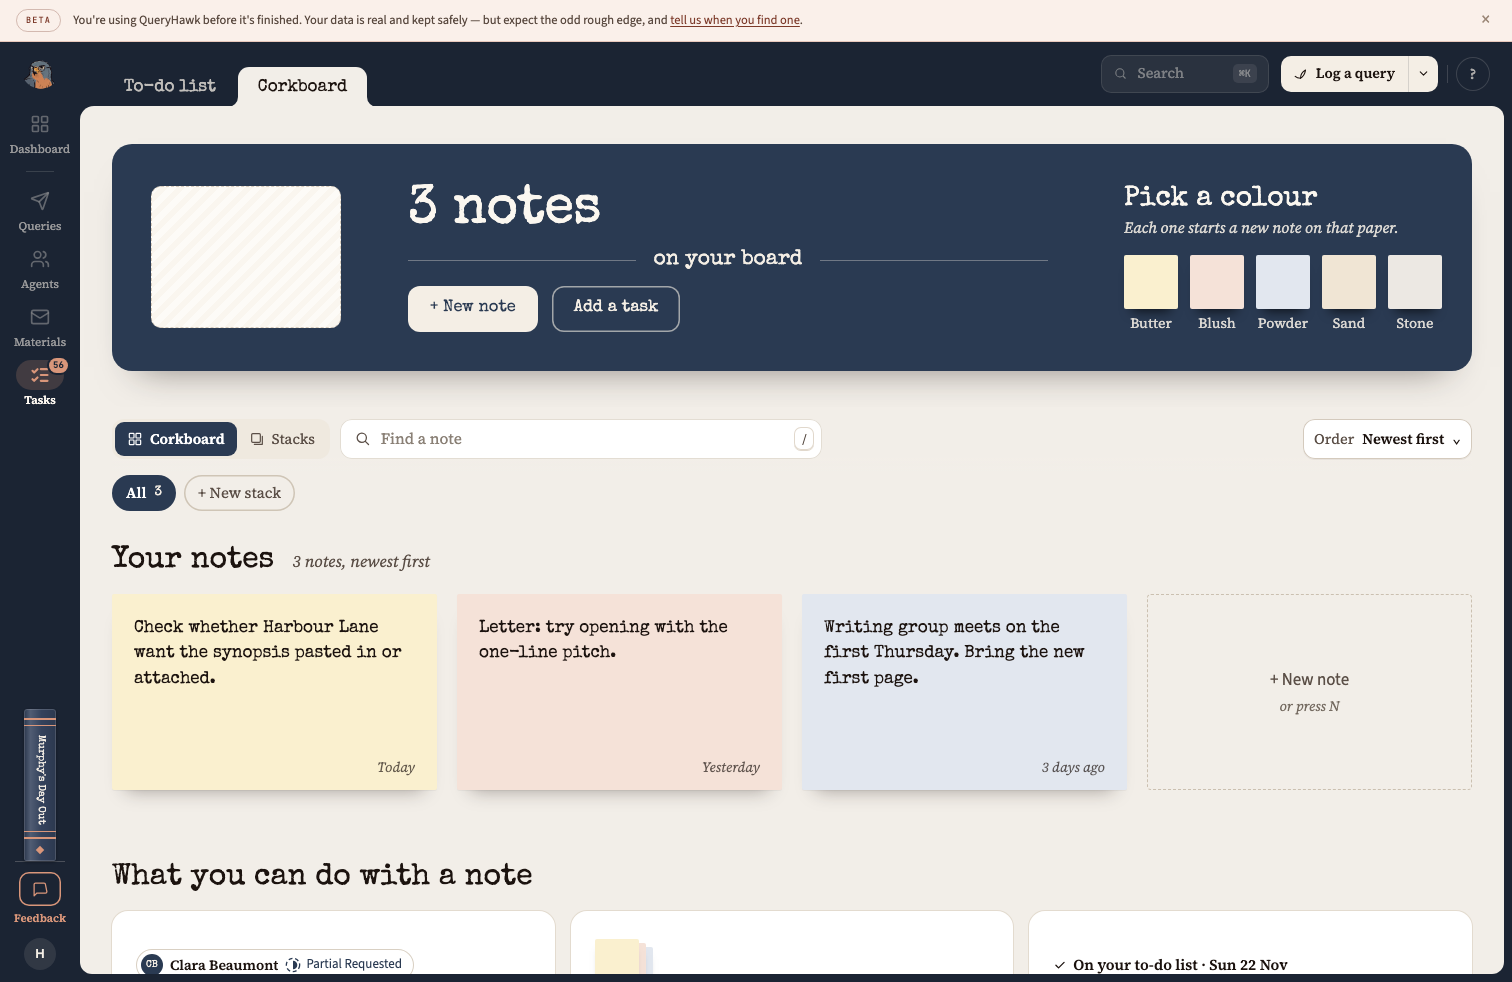 BETA
You're using QueryHawk before it's finished. Your data is real and kept safely — but expect the odd rough edge, and tell us when you find one.
×
To-do list
Corkboard
Search
⌘K
Log a query
?
Dashboard
Queries
Agents
Materials
56
Tasks
Murphy's Day Out
Feedback
H
3 notes
on your board
+ New note
Add a task
Pick a colour
Each one starts a new note on that paper.
Butter
Blush
Powder
Sand
Stone
Corkboard
Stacks
Find a note
/
Order Newest first
All 3
+ New stack
Your notes
3 notes, newest first
Check whether Harbour Lane
want the synopsis pasted in or
attached.
Today
Letter: try opening with the
one-line pitch.
Yesterday
Writing group meets on the
first Thursday. Bring the new
first page.
3 days ago
+ New note
or press N
What you can do with a note
CB
Clara Beaumont
Partial Requested
On your to-do list · Sun 22 Nov